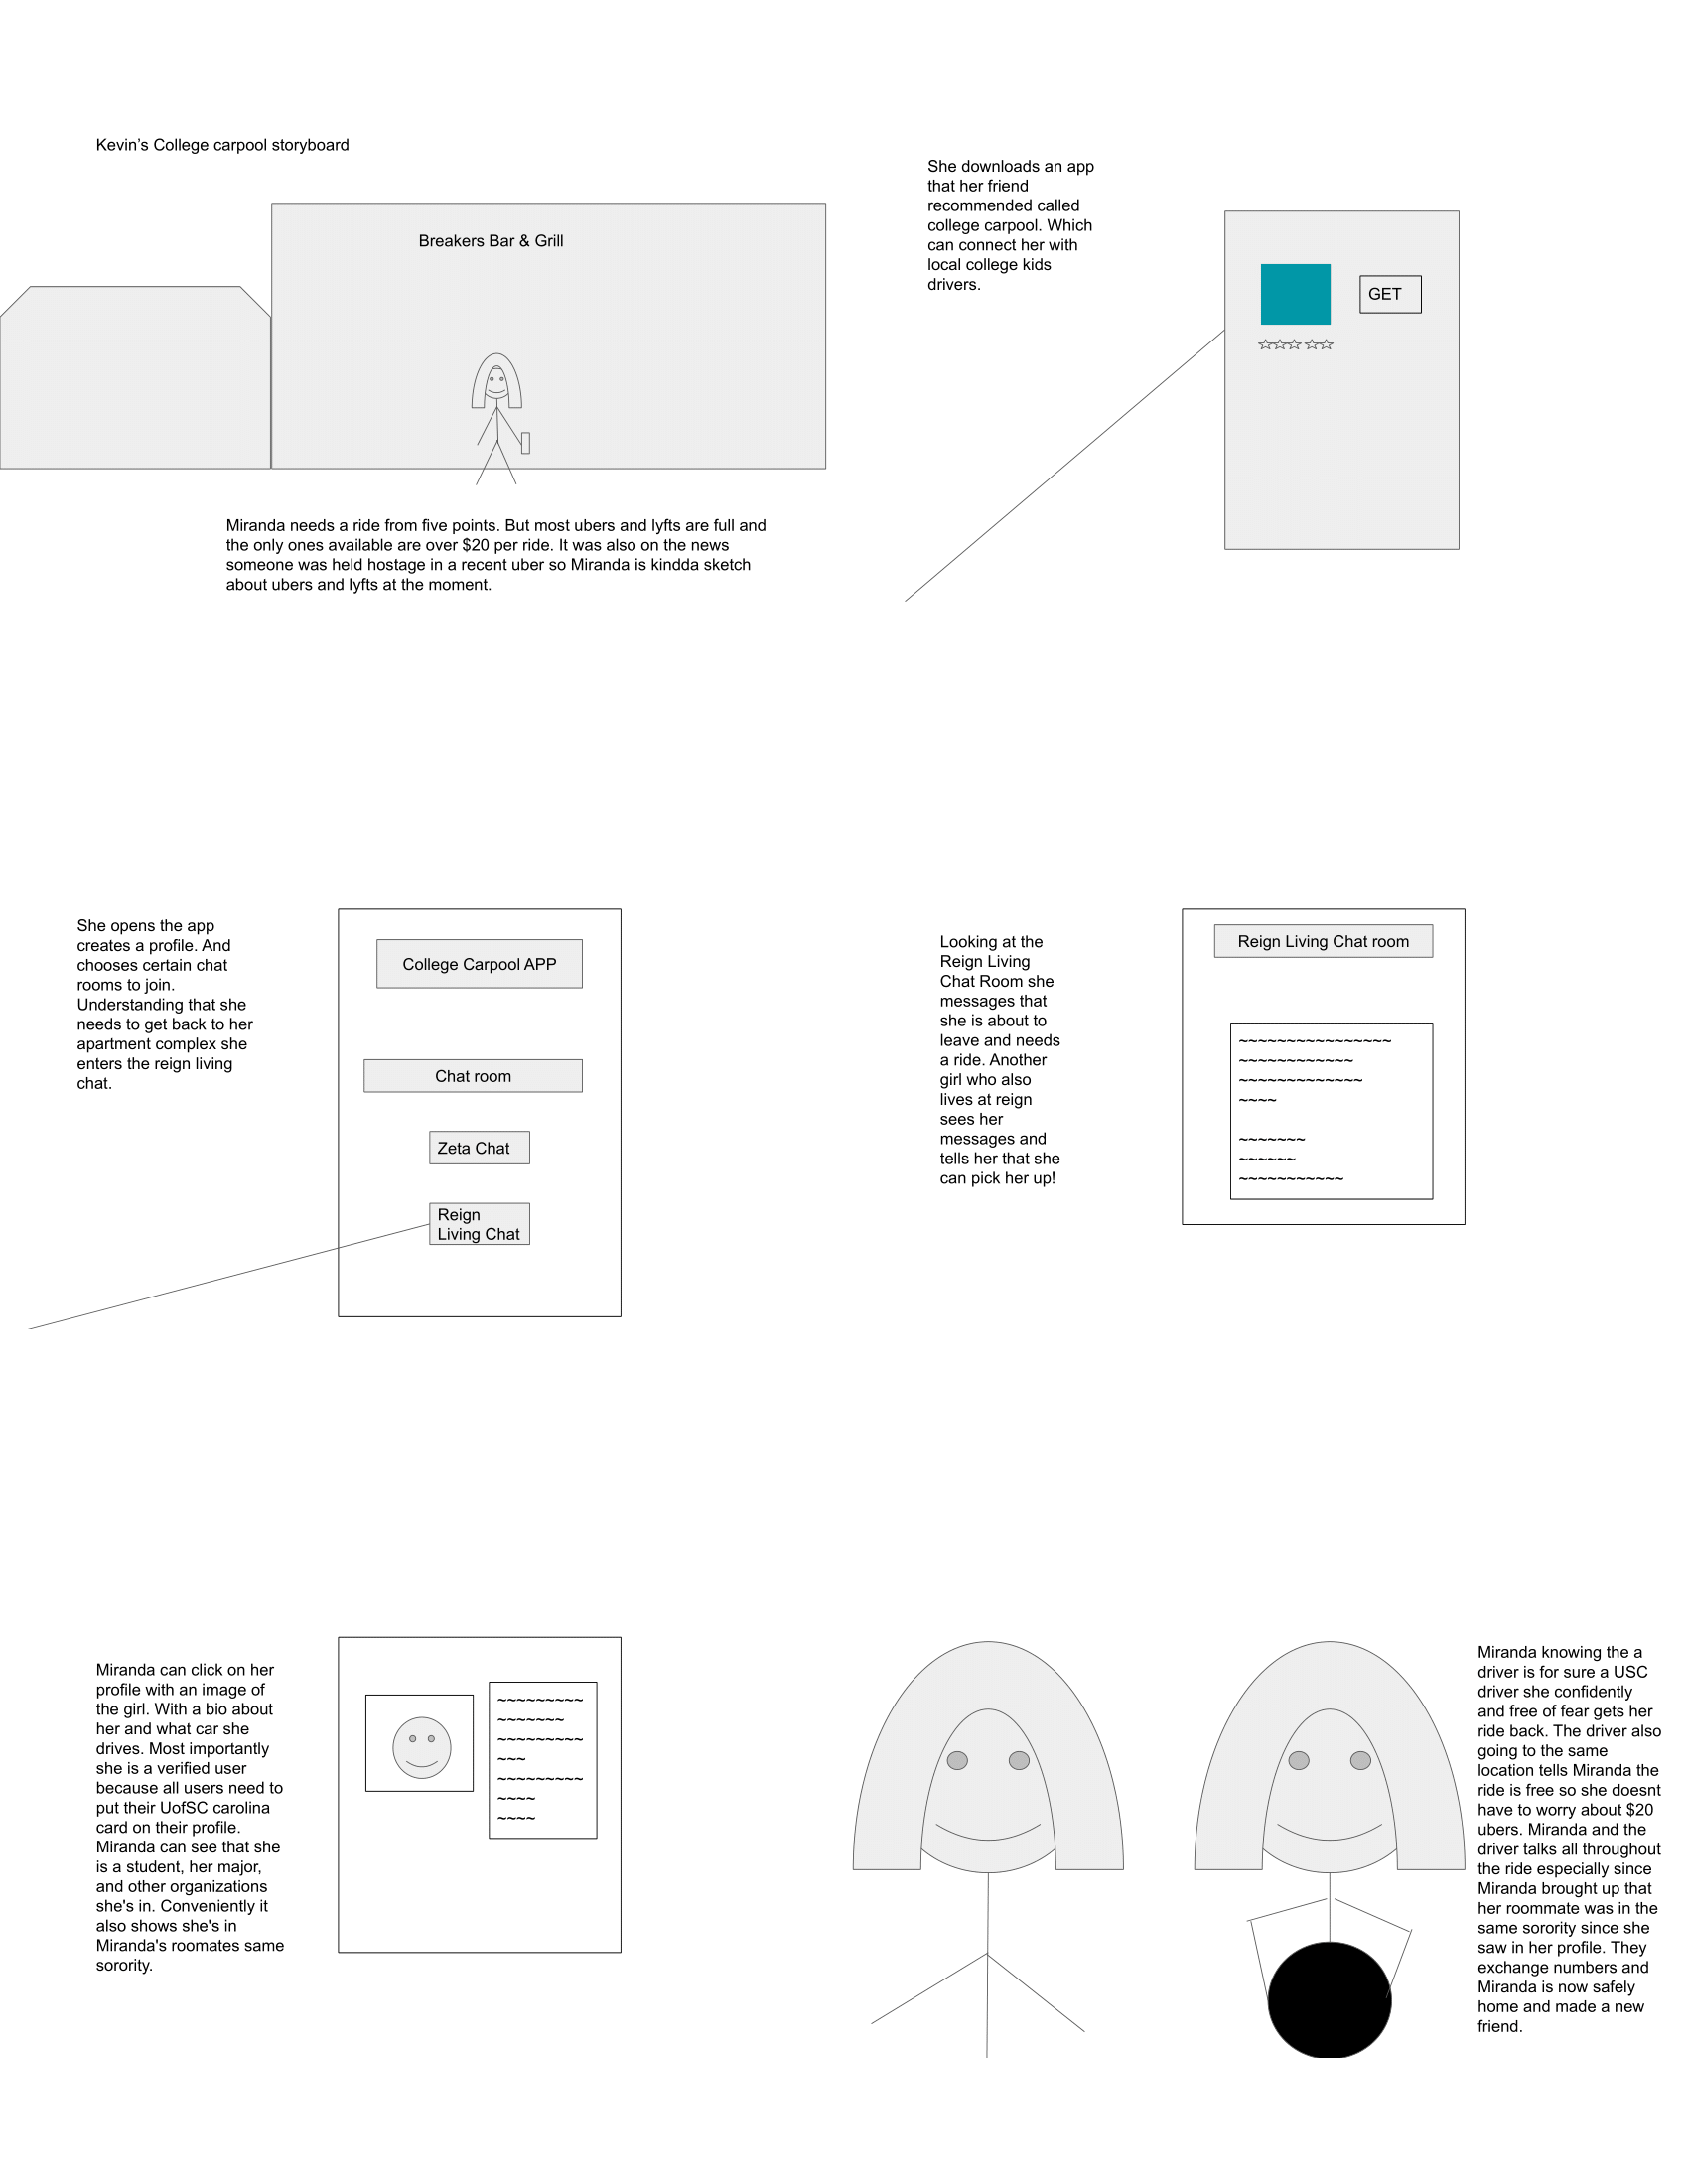 Kevin’s College carpool storyboard
Breakers Bar & Grill
Miranda needs a ride from five points. But most ubers and lyfts are full and
the only ones available are over $20 per ride. It was also on the news
someone was held hostage in a recent uber so Miranda is kindda sketch
about ubers and lyfts at the moment.
She downloads an app
that her friend
recommended called
college carpool. Which
can connect her with
local college kids
drivers.
GET
She opens the app
creates a profile. And
chooses certain chat
rooms to join.
Understanding that she
needs to get back to her
apartment complex she
enters the reign living
chat.
College Carpool APP
Chat room
Zeta Chat
Reign
Living Chat
Looking at the
Reign Living
Chat Room she
messages that
she is about to
leave and needs
a ride. Another
girl who also
lives at reign
sees her
messages and
tells her that she
can pick her up!
Reign Living Chat room
Miranda can click on her
profile with an image of
the girl. With a bio about
her and what car she
drives. Most importantly
she is a verified user
because all users need to
put their UofSC carolina
card on their profile.
Miranda can see that she
is a student, her major,
and other organizations
she's in. Conveniently it
also shows she's in
Miranda's roomates same
sorority.
Miranda knowing the a
driver is for sure a USC
driver she confidently
and free of fear gets her
ride back. The driver also
going to the same
location tells Miranda the
ride is free so she doesnt
have to worry about $20
ubers. Miranda and the
driver talks all throughout
the ride especially since
Miranda brought up that
her roommate was in the
same sorority since she
saw in her profile. They
exchange numbers and
Miranda is now safely
home and made a new
friend.